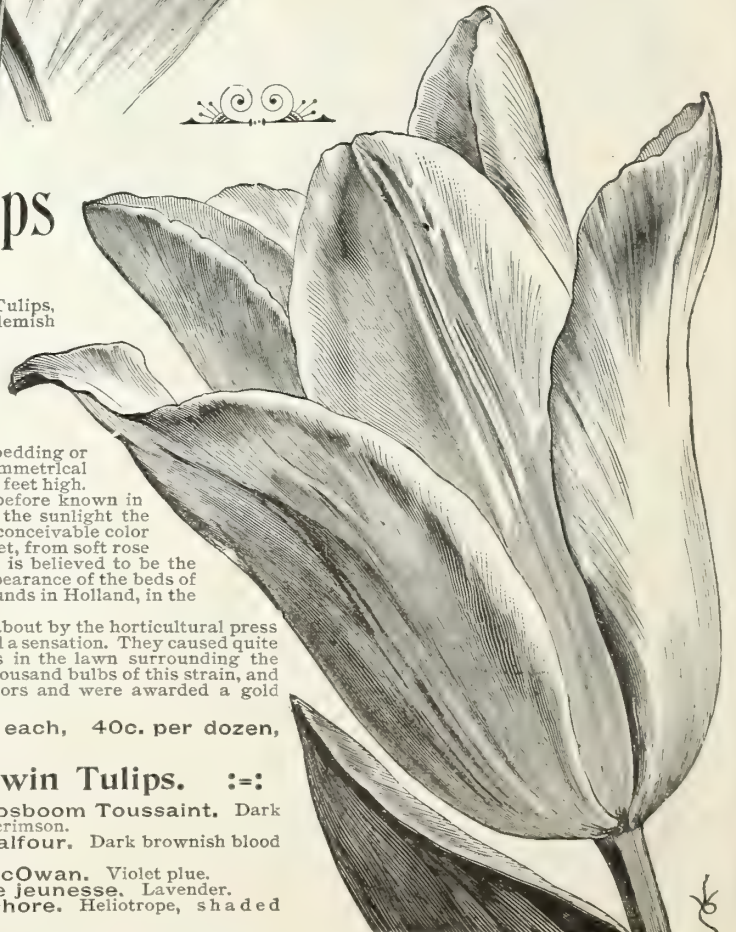 ps
Tulips,
lemish
bedding or
mmetrical
feet high.
before known in
the sunlight the
conceivable color
et, from soft rose
is believed to be the
pearance of the beds of
unds in Holland, in the
about by the horticultural press
l a sensation. They caused quite
s in the lawn surrounding the
ousand bulbs of this strain, and
ors and were awarded a gold
each, 40c. per dozen,
win Tulips. :=:
osboom Toussaint. Dark
crimson.
alfour. Dark brownish blood
cOwan. Violet plue.
e jeunesse. Lavender.
hore. Heliotrope, shaded